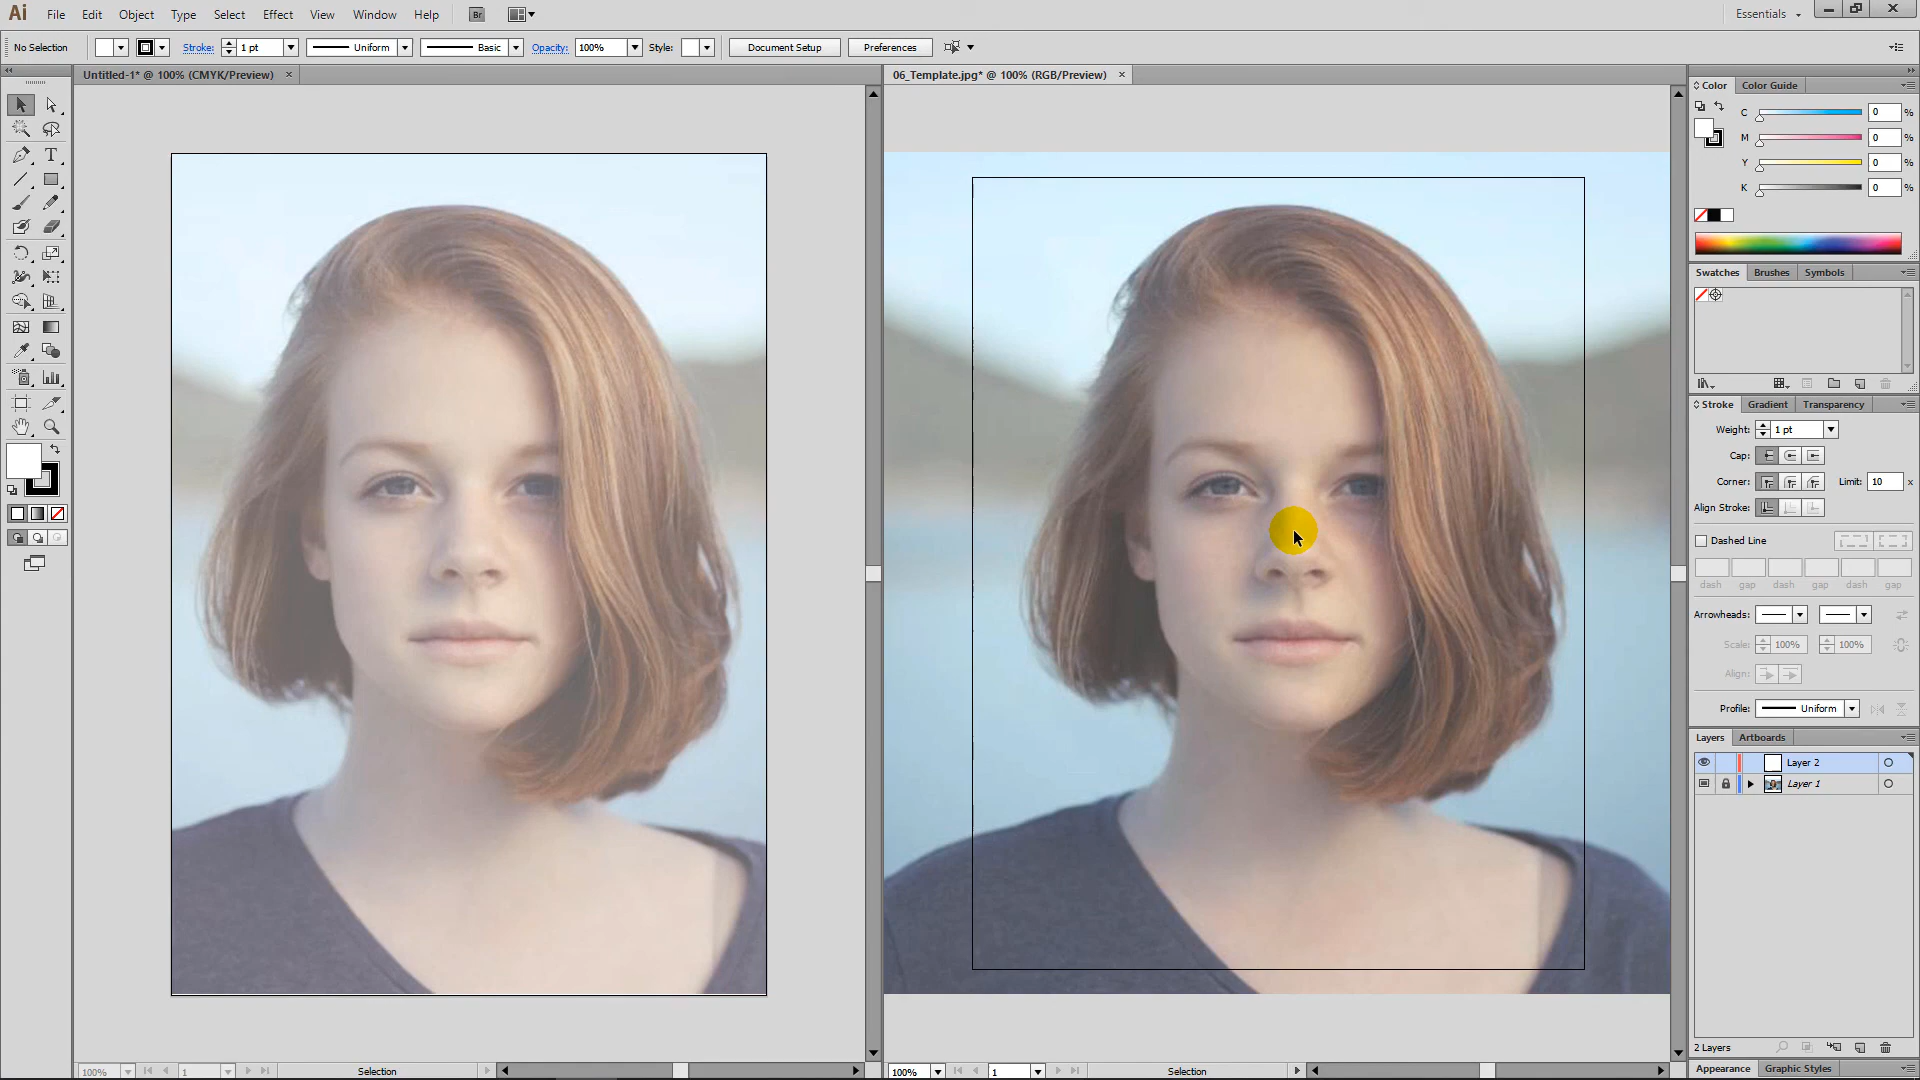 Ai File Edit Object Type Select Effect View Window Help Br Essentials
No Selection Stroke: 1 pt Uniform Basic Opacity: 100% Style: Document Setup Preferences
Untitled-1* @ 100% (CMYK/Preview) × 06_Template.jpg* @ 100% (RGB/Preview) ×
Color Color Guide
C 0 %
M 0 %
Y 0 %
K 0 %
Swatches Brushes Symbols
Stroke Gradient Transparency
Weight: 1 pt
Cap:
Corner: Limit: 10 x
Align Stroke:
Dashed Line
dash gap dash gap dash gap
Arrowheads:
Scale: 100% 100%
Align:
Profile: Uniform
Layers Artboards
Layer 2
Layer 1
2 Layers
Appearance Graphic Styles
100% 1 Selection 100% 1 Selection